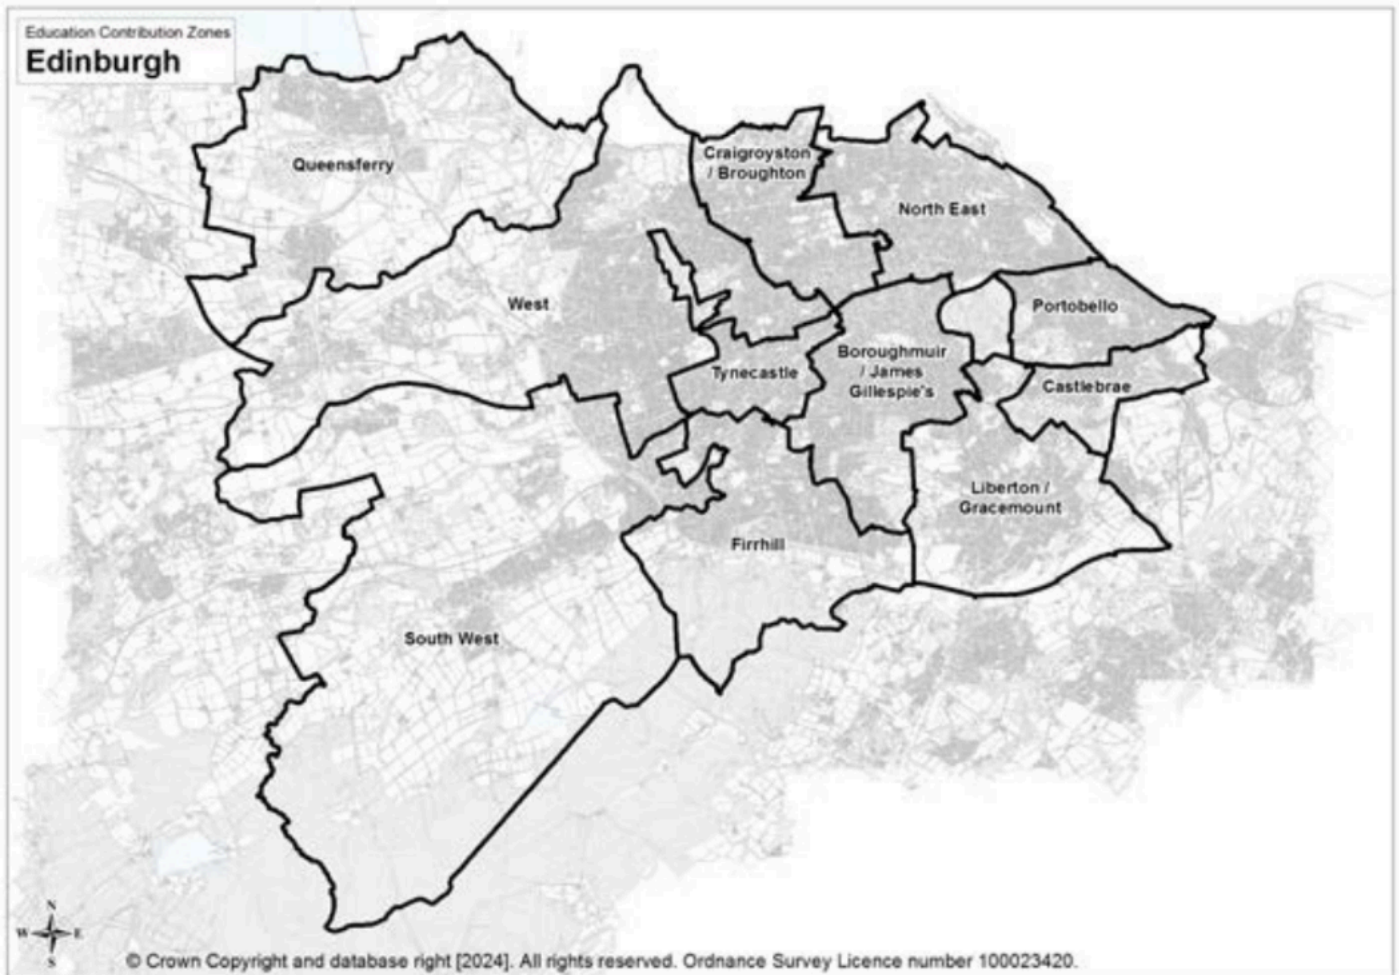 Education Contribution Zones
Edinburgh
Queensferry
Craigroyston
/ Broughton
North East
West
Portobello
Boroughmuir
/ James
Gillespie's
Tynecastle
Castlebrae
Liberton /
Gracemount
Firrhill
South West
N
W E
S
© Crown Copyright and database right [2024]. All rights reserved. Ordnance Survey Licence number 100023420.